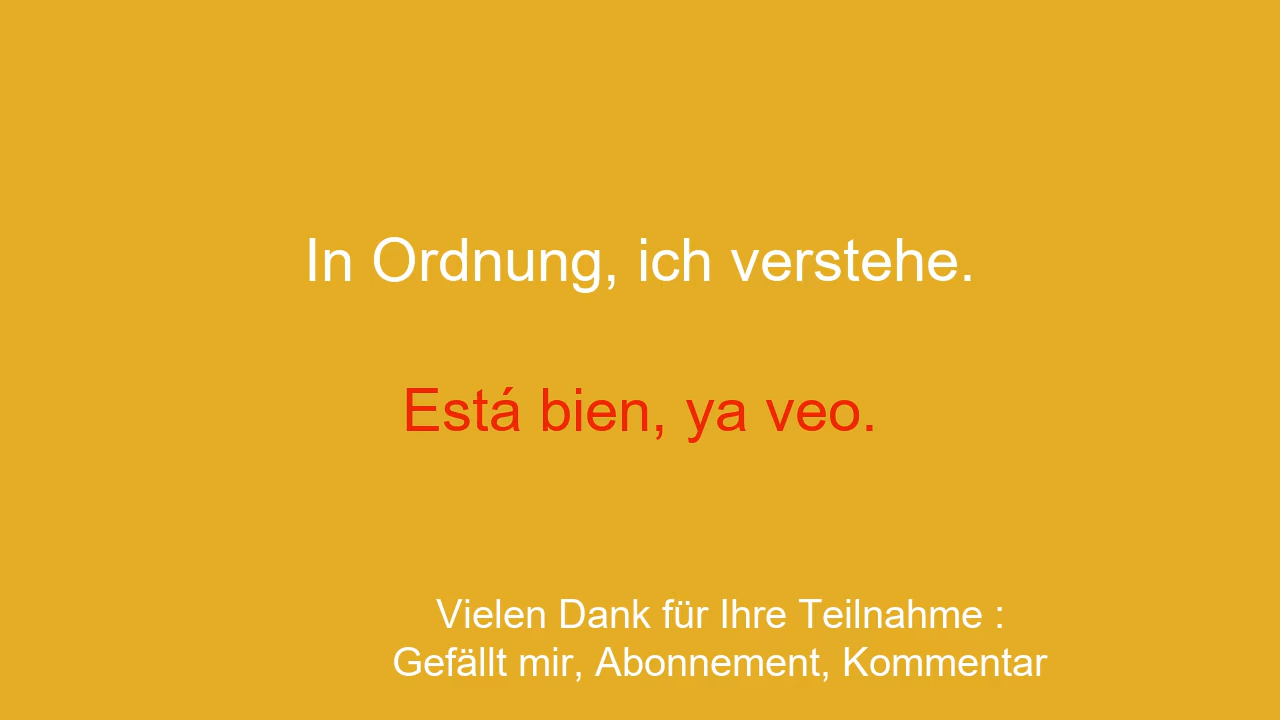 In Ordnung, ich verstehe.
Está bien, ya veo.
Vielen Dank für Ihre Teilnahme :
Gefällt mir, Abonnement, Kommentar